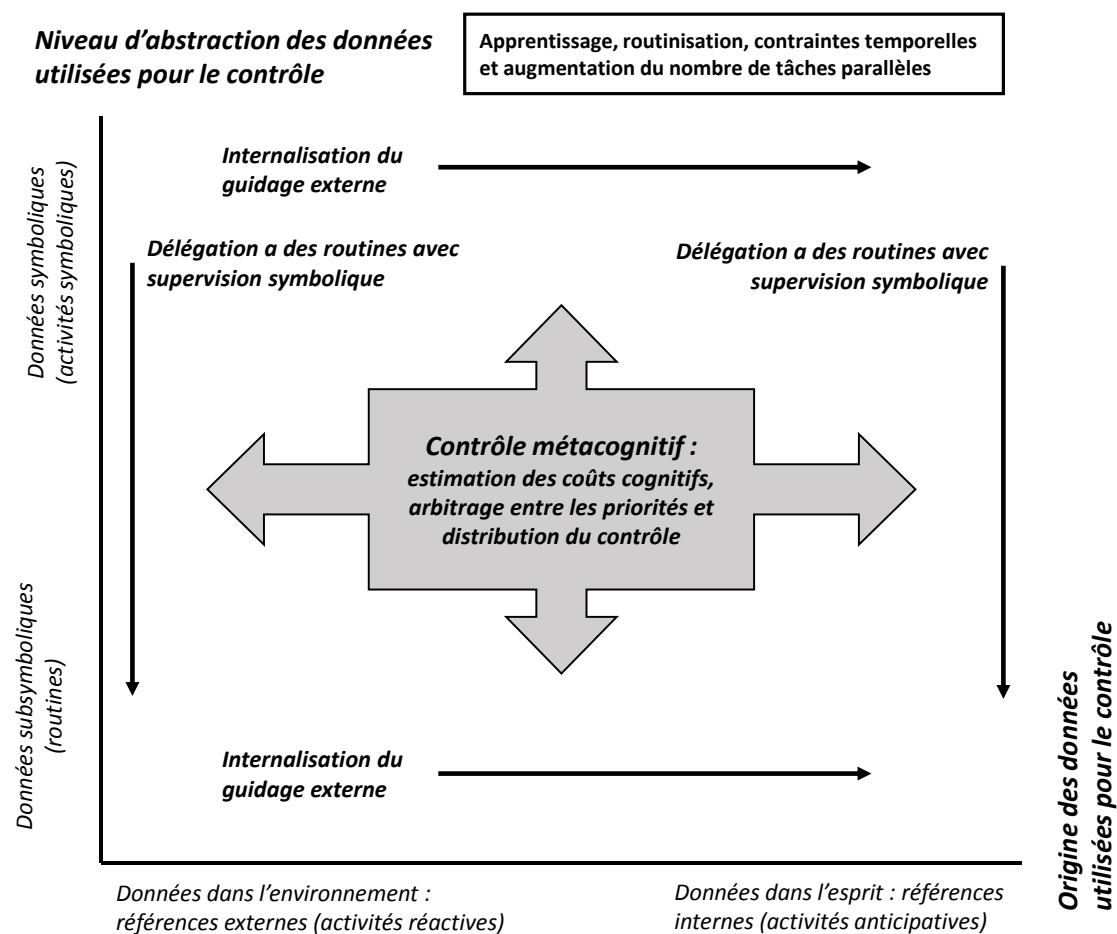 Niveau d’abstraction des données
utilisées pour le contrôle
Apprentissage, routinisation, contraintes temporelles
et augmentation du nombre de tâches parallèles
Données symboliques
(activités symboliques)
Internalisation du
guidage externe
Délégation a des routines avec
supervision symbolique
Délégation a des routines avec
supervision symbolique
Contrôle métacognitif :
estimation des coûts cognitifs,
arbitrage entre les priorités et
distribution du contrôle
Données subsymboliques
(routines)
Internalisation du
guidage externe
Origine des données
utilisées pour le contrôle
Données dans l’environnement :
références externes (activités réactives)
Données dans l’esprit : références
internes (activités anticipatives)